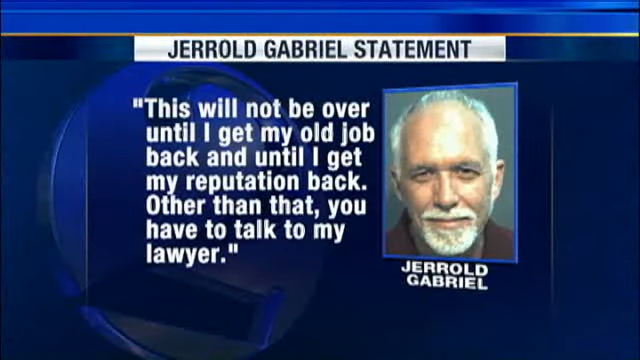 JERROLD GABRIEL STATEMENT
"This will not be over
until I get my old job
back and until I get
my reputation back.
Other than that, you
have to talk to my
lawyer."
JERROLD
GABRIEL